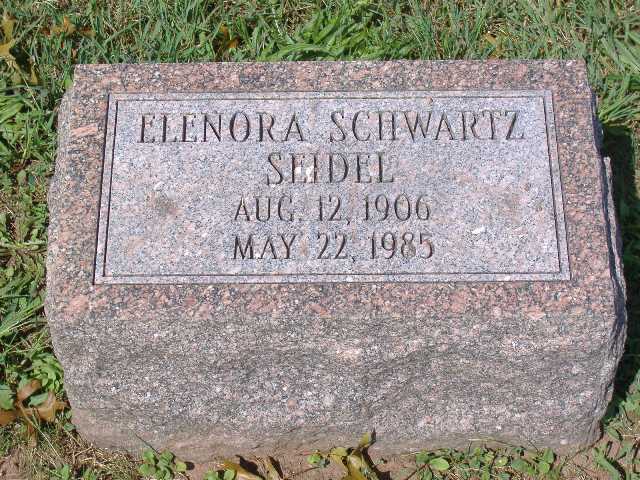 ELENORA SCHWARTZ
SEIDEL
AUG. 12, 1906
MAY 22, 1985